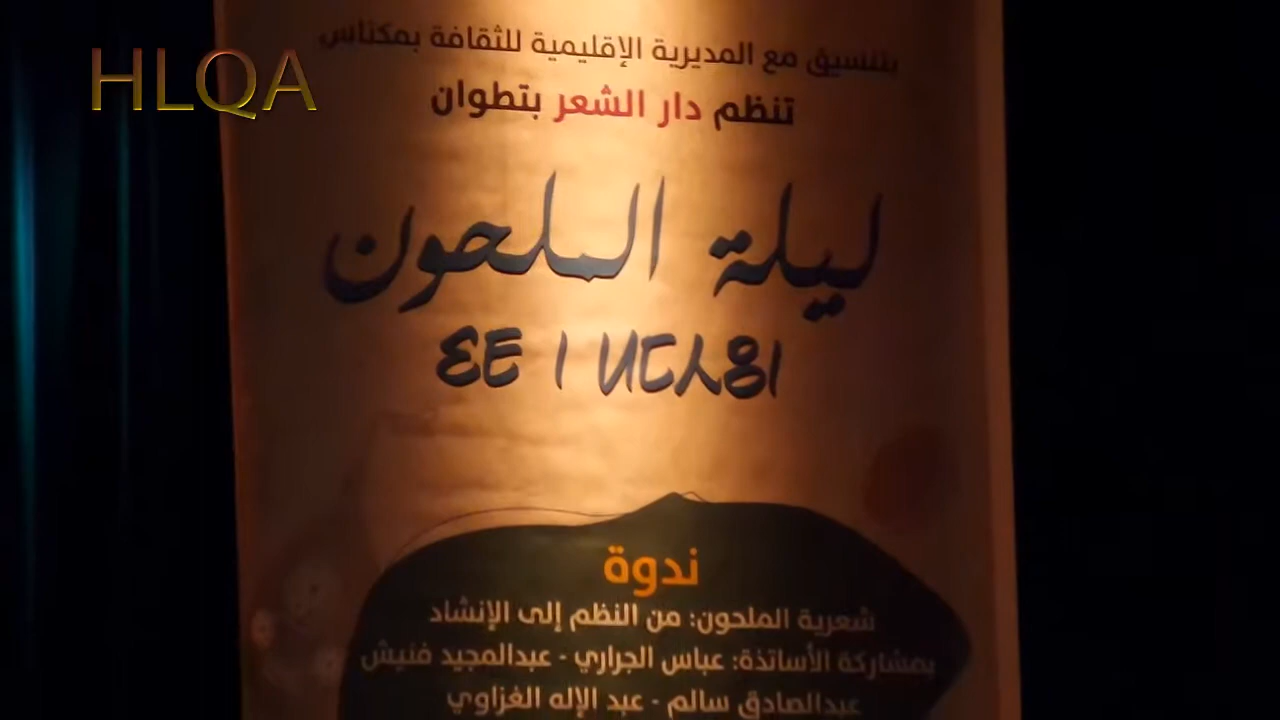 HLQA
بتنسيق مع المديرية الإقليمية للثقافة بمكناس
تنظم دار الشعر بتطوان
ليلة الملحون
ⵉⴹ ⵏ ⵍⵎⵃⵓⵏ
ندوة
شعرية الملحون: من النظم إلى الإنشاد
بمشاركة الأساتذة: عباس الجراري - عبدالمجيد فنيش
عبدالصادق سالم - عبد الإله الغزاوي